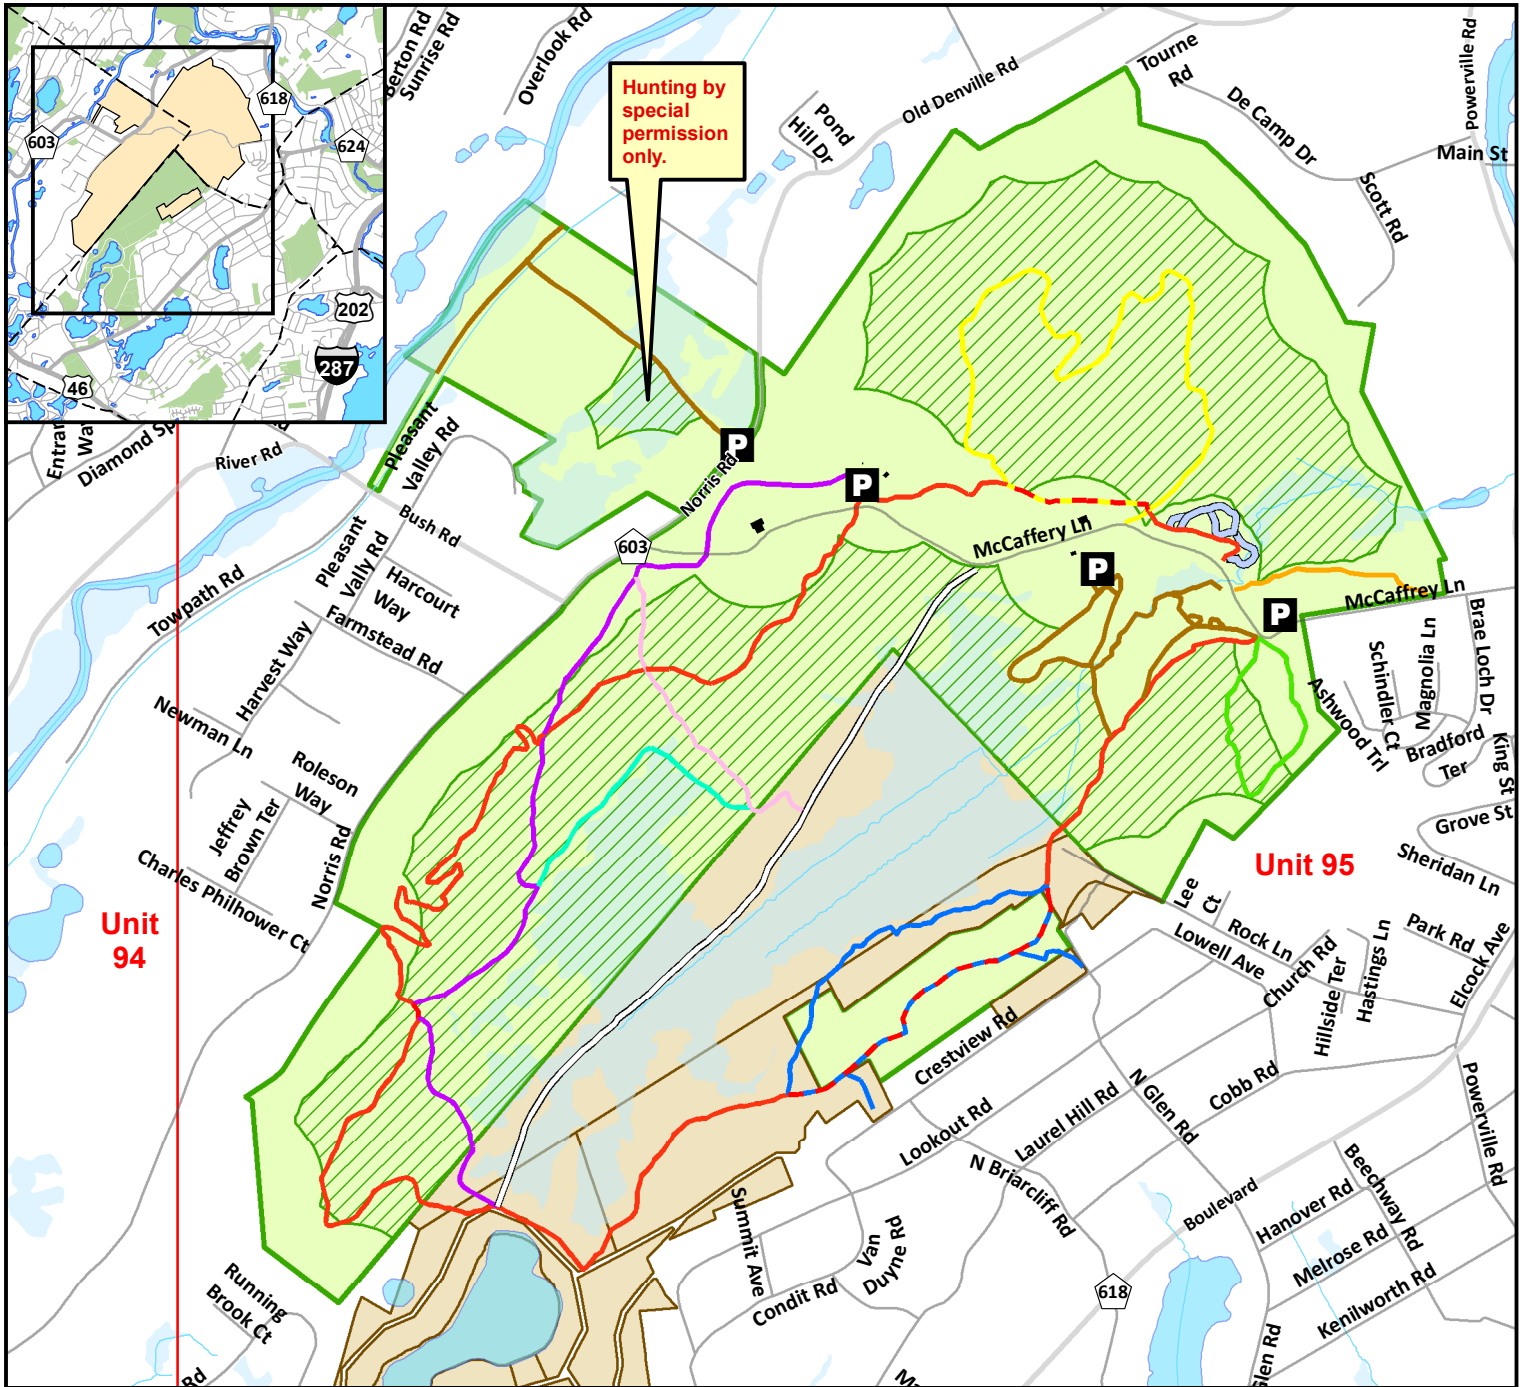 603
618
624
202
287
46
Berton Rd
Sunrise Rd
Overlook Rd
Hunting by
special
permission
only.
Pond
Hill Dr
Old Denville Rd
Tourne
Rd
De Camp Dr
Scott Rd
Powerville Rd
Main St
Diamond Sp
River Rd
Pleasant
Valley Rd
Bush Rd
Norris Rd
P
P
P
P
603
McCaffery Ln
McCaffrey Ln
Towpath Rd
Pleasant
Vally Rd
Harcourt
Way
Farmstead Rd
Harvest Way
Newman Ln
Roleson
Way
Jeffrey
Brown Ter
Charles Philhower Ct
Norris Rd
Unit
94
Schindler Ct
Magnolia Ln
Brae Loch Dr
Ashwood Trl
Bradford
Ter
King St
Grove St
Sheridan Ln
Unit 95
Lee
Ct
Rock Ln
Lowell Ave
Church Rd
Hillside Ter
Hastings Ln
Park Rd
Elcock Ave
Crestview Rd
Lookout Rd
Laurel Hill Rd
N Glen Rd
Cobb Rd
N Briarcliff Rd
Boulevard
Powerville Rd
Beechway Rd
Hanover Rd
Melrose Rd
Kenilworth Rd
618
Summit Ave
Van
Duyne Rd
Condit Rd
Running
Brook Ct
Rd
Glen Rd